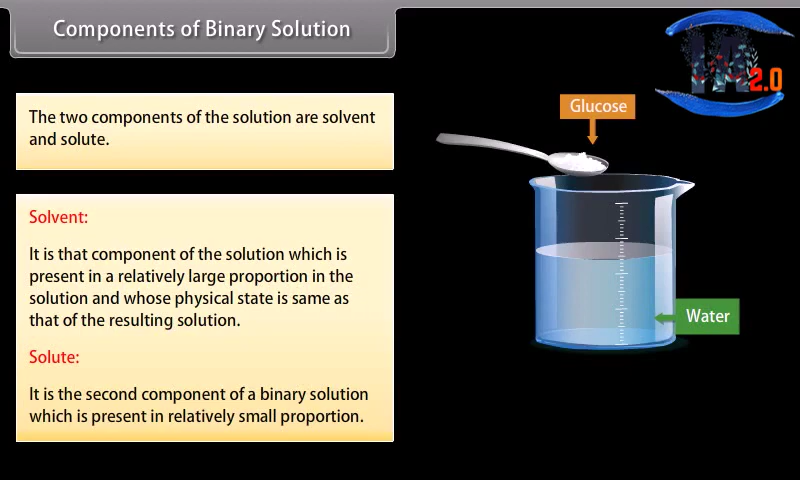 Components of Binary Solution
The two components of the solution are solvent
and solute.
Solvent:
It is that component of the solution which is
present in a relatively large proportion in the
solution and whose physical state is same as
that of the resulting solution.
Solute:
It is the second component of a binary solution
which is present in relatively small proportion.
Glucose
Water
2.0